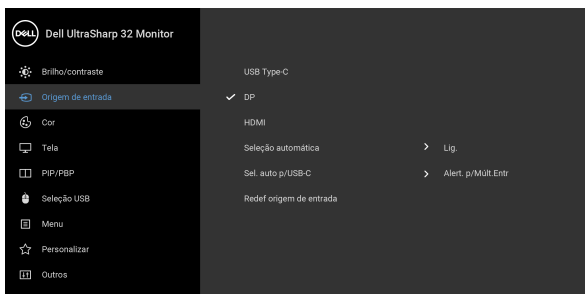 DELL Dell UltraSharp 32 Monitor
Brilho/contraste USB Type-C
Origem de entrada DP
Cor HDMI
Tela Seleção automática Lig.
PIP/PBP Sel. auto p/USB-C Alert. p/Múlt.Entr
Seleção USB Redef origem de entrada
Menu
Personalizar
Outros